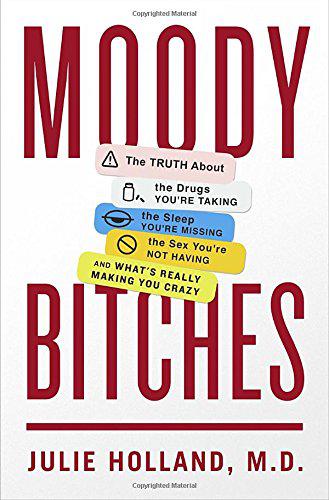 Copyrighted Material
MOODY
The TRUTH About
the Drugs
YOU'RE TAKING
the Sleep
YOU'RE MISSING
the Sex You're
NOT HAVING
AND WHAT'S REALLY
MAKING YOU CRAZY
BITCHES
JULIE HOLLAND, M.D.
Copyrighted Material